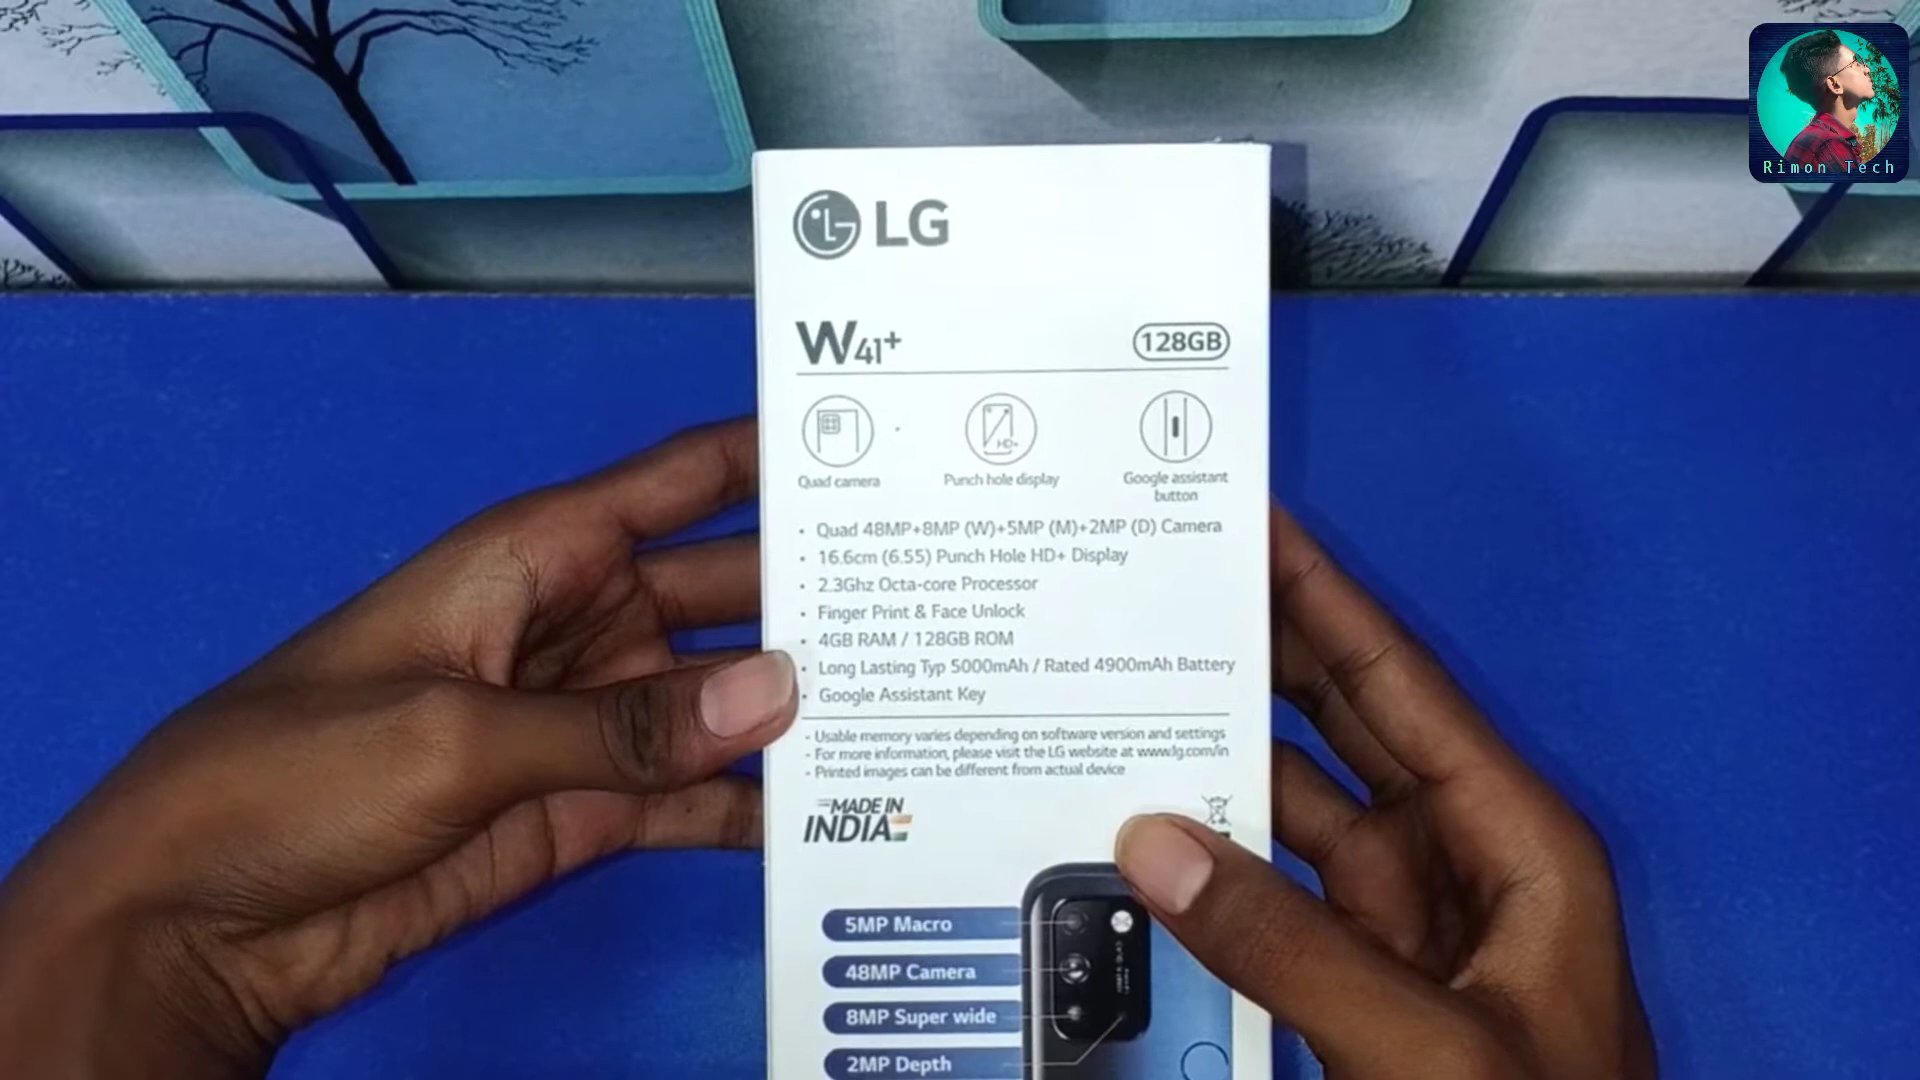 Rimon Tech
LG
W41+
128GB
HD+
Quad camera
Punch hole display
Google assistant
button
• Quad 48MP+8MP (W)+5MP (M)+2MP (D) Camera
• 16.6cm (6.55) Punch Hole HD+ Display
• 2.3Ghz Octa-core Processor
• Finger Print & Face Unlock
• 4GB RAM / 128GB ROM
• Long Lasting Typ 5000mAh / Rated 4900mAh Battery
• Google Assistant Key
- Usable memory varies depending on software version and settings
- For more information, please visit the LG website at www.lg.com/in
- Printed images can be different from actual device
MADE IN
INDIA
5MP Macro
48MP Camera
8MP Super wide
2MP Depth